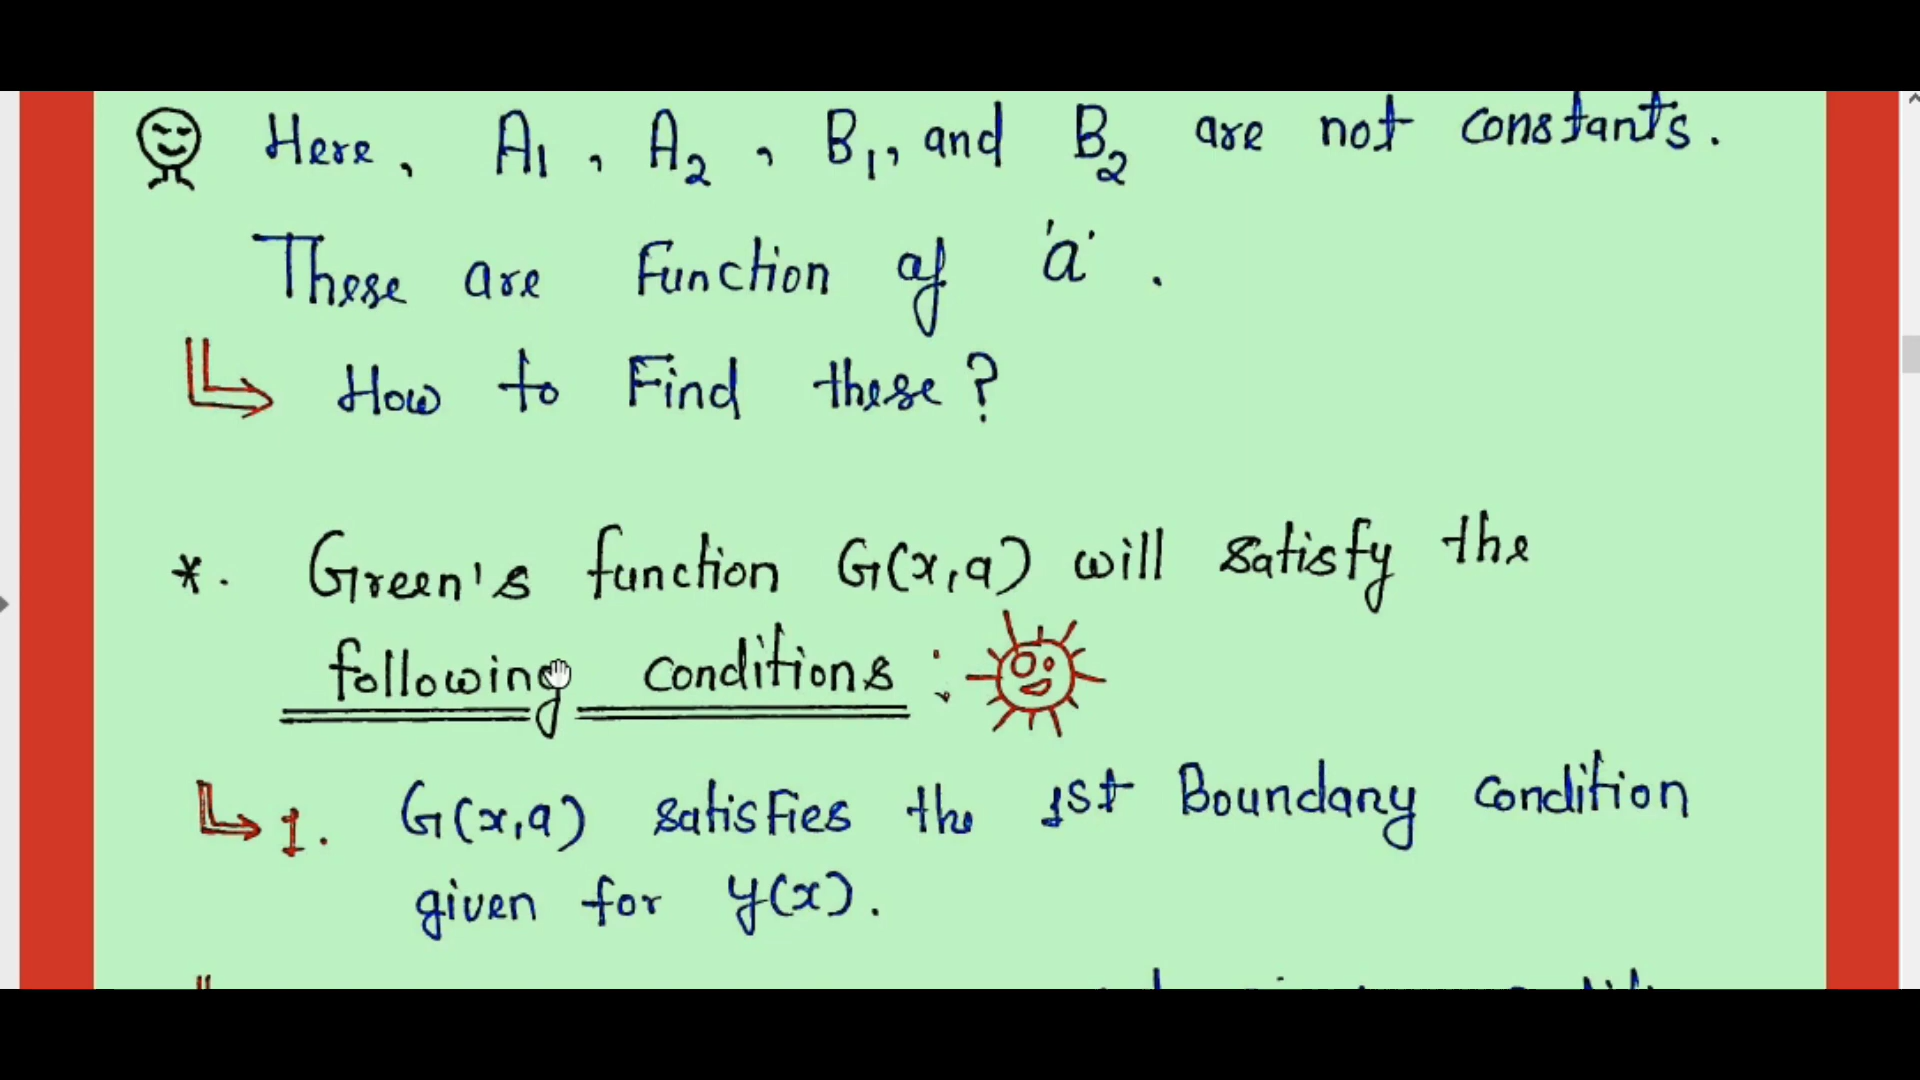 Here, A₁, A₂, B₁, and B₂ are not constants.
These are Function of 'a'.
How to Find these?
*. Green's function G(x,a) will satisfy the
following conditions :
1. G(x,a) satisfies the 1st Boundary Condition
given for y(x).